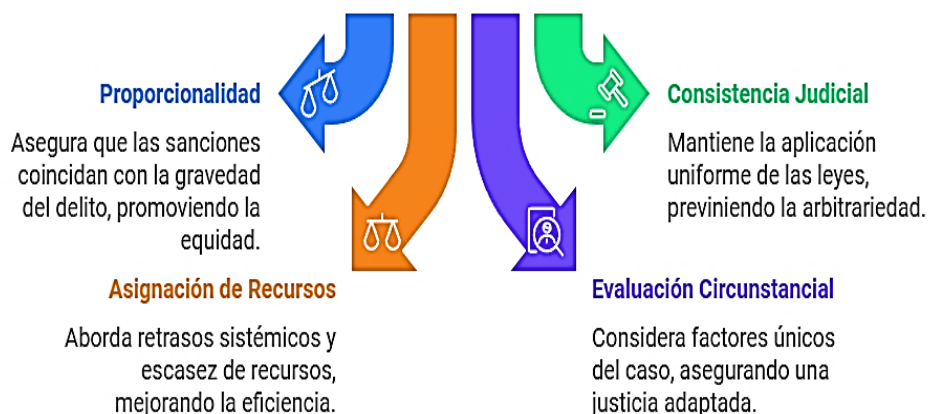 Proporcionalidad
Asegura que las sanciones
coincidan con la gravedad
del delito, promoviendo la
equidad.
Consistencia Judicial
Mantiene la aplicación
uniforme de las leyes,
previniendo la arbitrariedad.
Asignación de Recursos
Aborda retrasos sistémicos y
escasez de recursos,
mejorando la eficiencia.
Evaluación Circunstancial
Considera factores únicos
del caso, asegurando una
justicia adaptada.